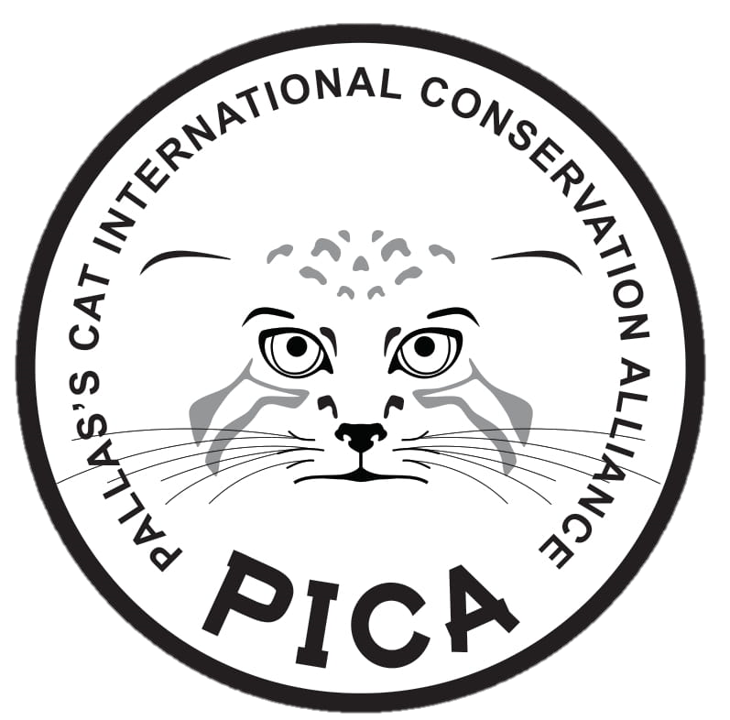 PALLAS'S CAT INTERNATIONAL CONSERVATION ALLIANCE
PICA